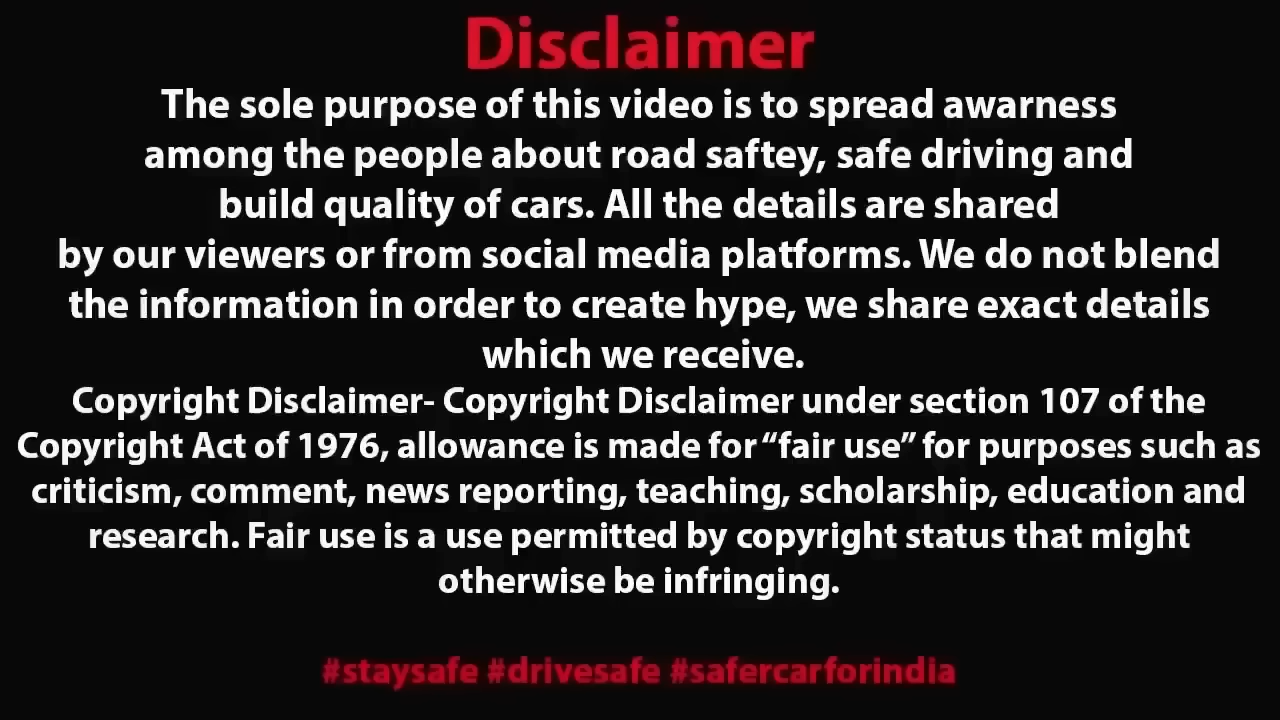 Disclaimer
The sole purpose of this video is to spread awarness
among the people about road saftey, safe driving and
build quality of cars. All the details are shared
by our viewers or from social media platforms. We do not blend
the information in order to create hype, we share exact details
which we receive.
Copyright Disclaimer- Copyright Disclaimer under section 107 of the
Copyright Act of 1976, allowance is made for “fair use” for purposes such as
criticism, comment, news reporting, teaching, scholarship, education and
research. Fair use is a use permitted by copyright status that might
otherwise be infringing.
#staysafe #drivesafe #safercarforindia